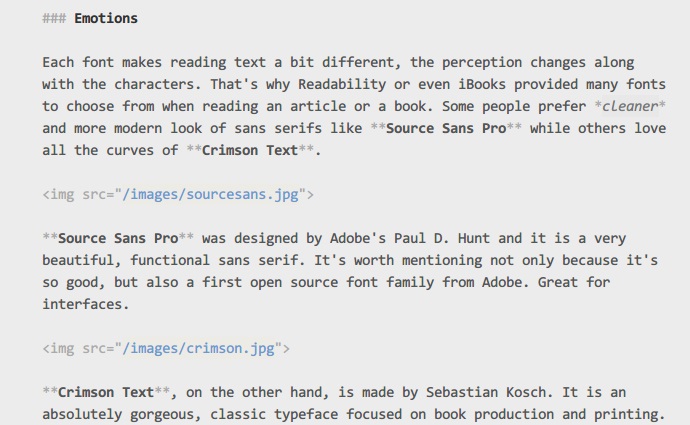 ### Emotions
Each font makes reading text a bit different, the perception changes along
with the characters. That's why Readability or even iBooks provided many fonts
to choose from when reading an article or a book. Some people prefer *cleaner*
and more modern look of sans serifs like **Source Sans Pro** while others love
all the curves of **Crimson Text**.
<img src="/images/sourcesans.jpg">
**Source Sans Pro** was designed by Adobe's Paul D. Hunt and it is a very
beautiful, functional sans serif. It's worth mentioning not only because it's
so good, but also a first open source font family from Adobe. Great for
interfaces.
<img src="/images/crimson.jpg">
**Crimson Text**, on the other hand, is made by Sebastian Kosch. It is an
absolutely gorgeous, classic typeface focused on book production and printing.